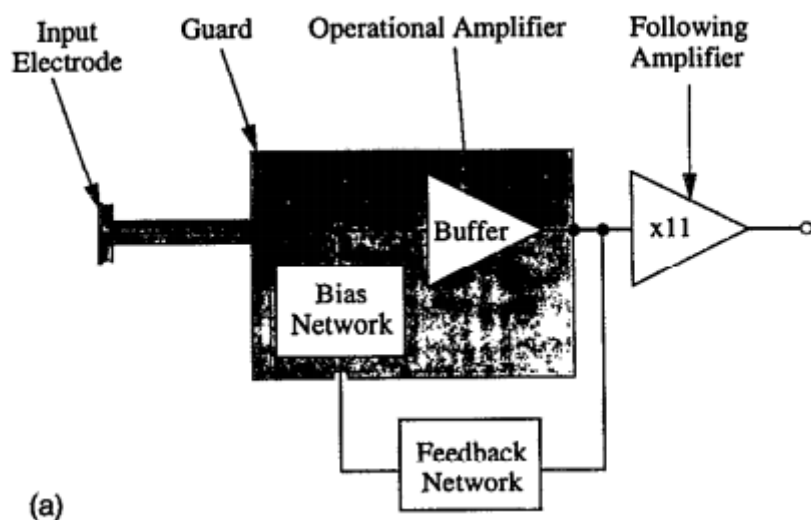 Input
Electrode
Guard
Operational Amplifier
Following
Amplifier
Buffer
x11
Bias
Network
Feedback
Network
(a)